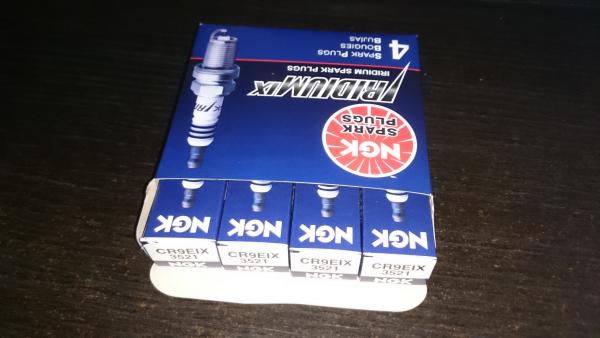 4
SPARK PLUGS
BOUGIES
BUJÍAS
IRIDIUM IX
IRIDIUM SPARK PLUGS
NGK
SPARK
PLUGS
NGK
CR9EIX
3521
NGK
NGK
CR9EIX
3521
NGK
NGK
CR9EIX
3521
NGK
NGK
CR9EIX
3521
NGK